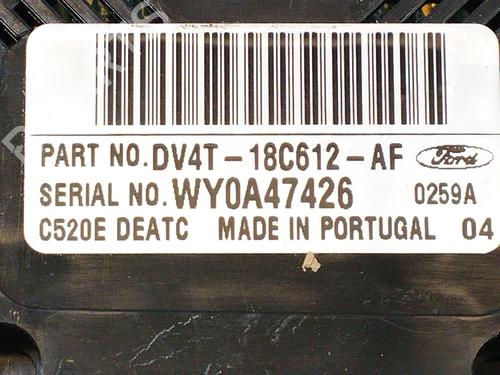 PART NO. DV4T-18C612-AF Ford
SERIAL NO. WY0A47426 0259A
C520E DEATC MADE IN PORTUGAL 04